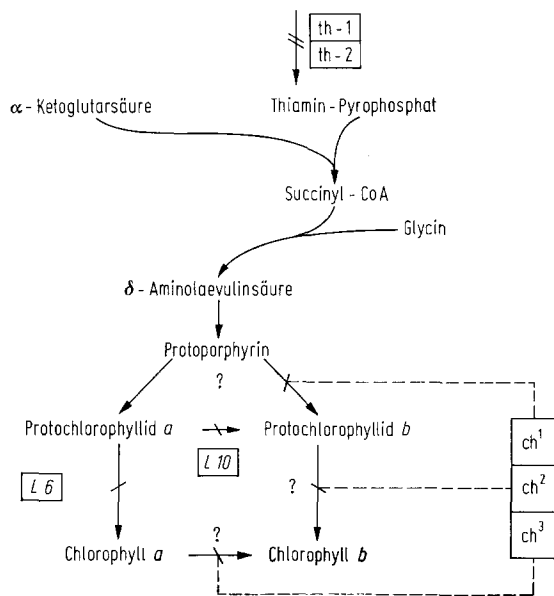 th-1
th-2
α-Ketoglutarsäure
Thiamin-Pyrophosphat
Succinyl-CoA
Glycin
δ-Aminolaevulinsäure
Protoporphyrin
?
Protochlorophyllid a
Protochlorophyllid b
L 10
ch¹
L 6
?
ch²
?
ch³
Chlorophyll a
Chlorophyll b